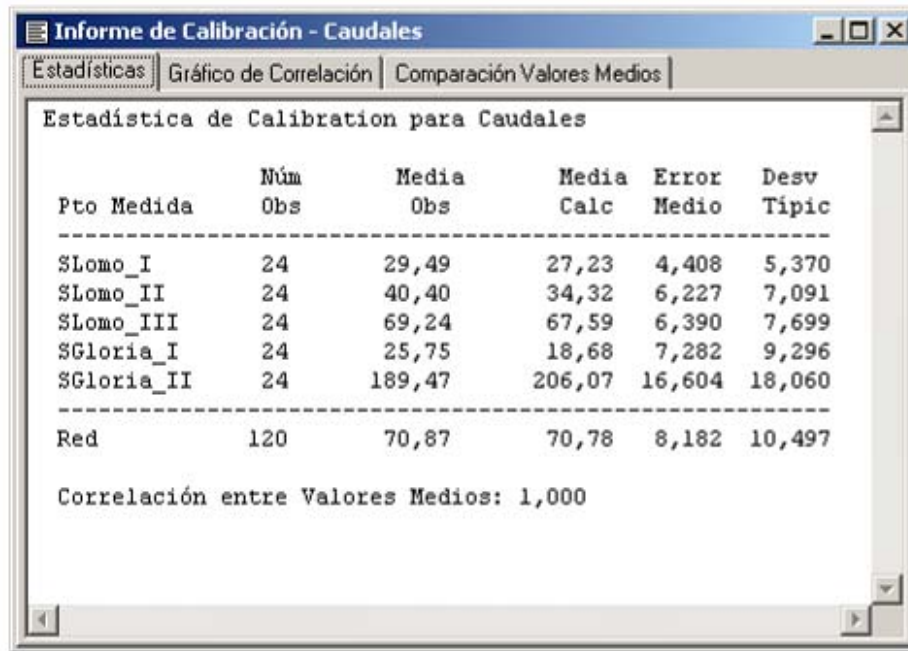 Informe de Calibración - Caudales
Estadísticas Gráfico de Correlación Comparación Valores Medios
Estadística de Calibration para Caudales
Núm Media Media Error Desv
Pto Medida Obs Obs Calc Medio Típic
SLomo_I 24 29,49 27,23 4,408 5,370
SLomo_II 24 40,40 34,32 6,227 7,091
SLomo_III 24 69,24 67,59 6,390 7,699
SGloria_I 24 25,75 18,68 7,282 9,296
SGloria_II 24 189,47 206,07 16,604 18,060
Red 120 70,87 70,78 8,182 10,497
Correlación entre Valores Medios: 1,000